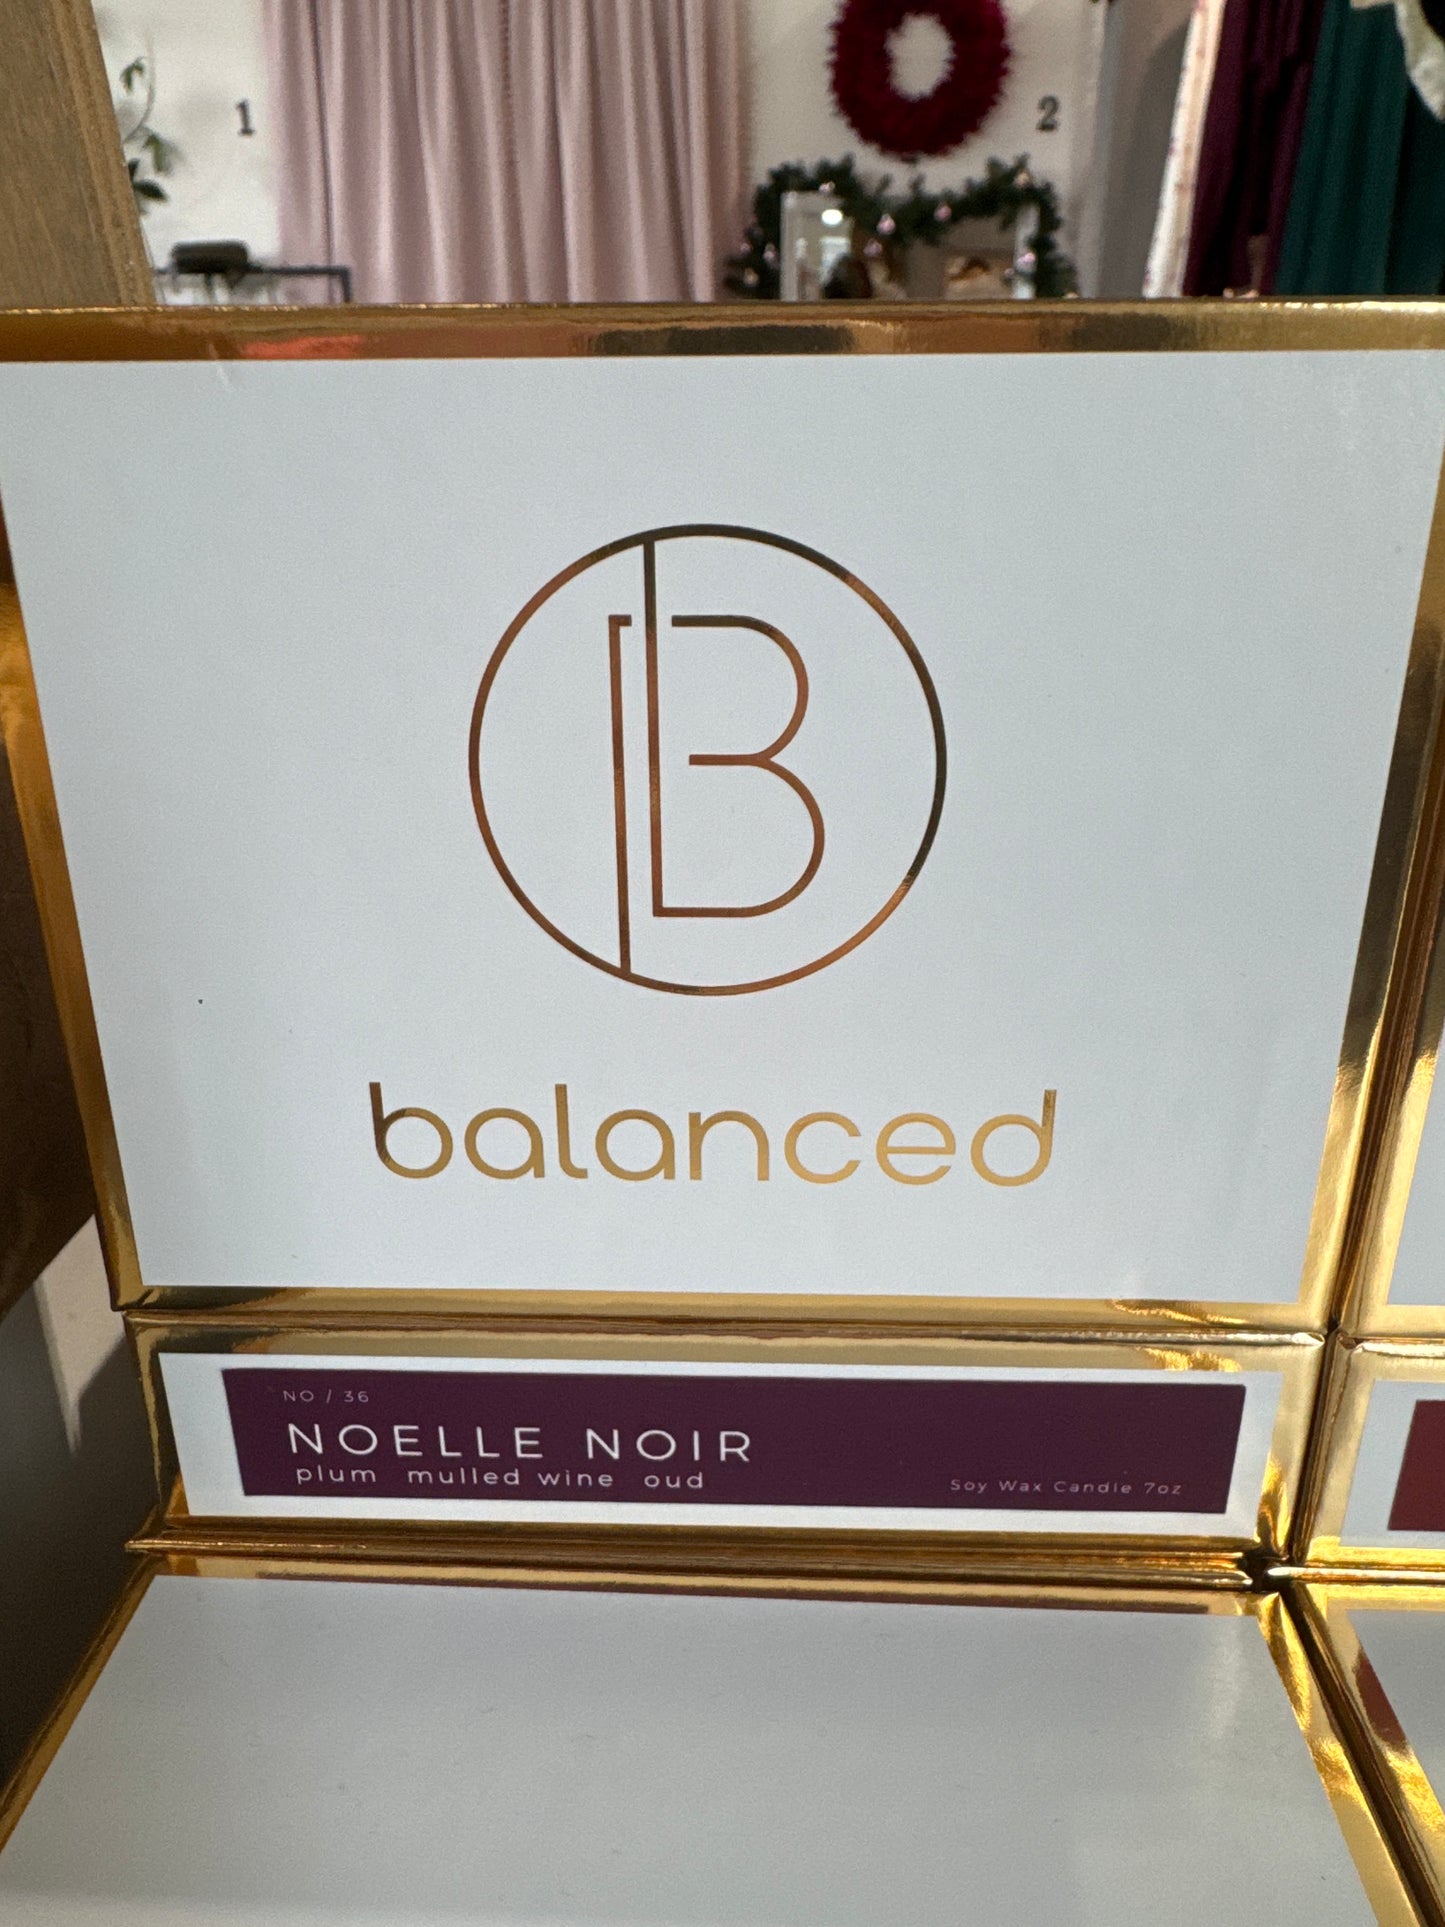 1
2
B
balanced
NO / 36
NOELLE NOIR
plum mulled wine oud
Soy Wax Candle 7oz